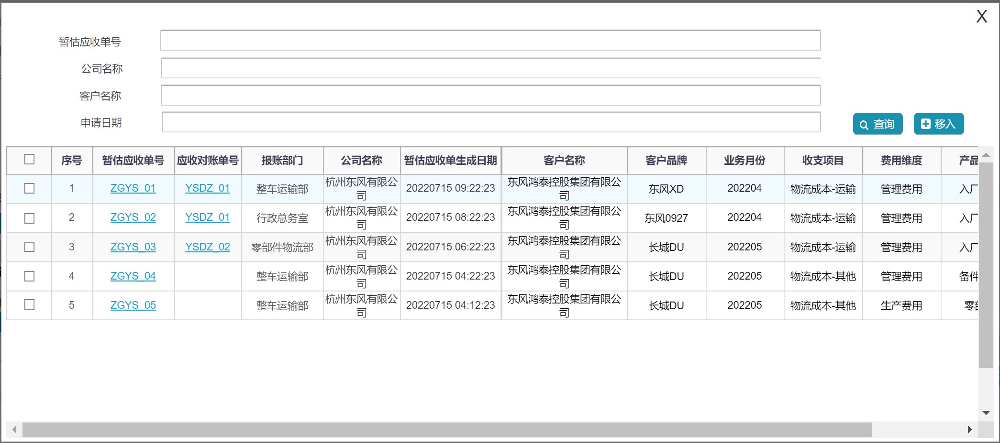 X
暂估应收单号
公司名称
客户名称
申请日期
查询 移入
序号 暂估应收单号 应收对账单号 报账部门 公司名称 暂估应收单生成日期 客户名称 客户品牌 业务月份 收支项目 费用维度 产品
1 ZGYS_01 YSDZ_01 整车运输部 杭州东风有限公 20220715 09:22:23 东风鸿泰控股集团有限公 东风XD 202204 物流成本-运输 管理费用 入厂
司 司
2 ZGYS_02 YSDZ_01 行政总务室 杭州东风有限公 20220715 08:22:23 东风鸿泰控股集团有限公 东风0927 202204 物流成本-运输 管理费用 入厂
司 司
3 ZGYS_03 YSDZ_02 零部件物流部 杭州东风有限公 20220715 06:22:23 东风鸿泰控股集团有限公 长城DU 202205 物流成本-运输 管理费用 入厂
司 司
4 ZGYS_04 整车运输部 杭州东风有限公 20220715 04:22:23 东风鸿泰控股集团有限公 长城DU 202205 物流成本-其他 管理费用 备件
司 司
5 ZGYS_05 整车运输部 杭州东风有限公 20220715 04:12:23 东风鸿泰控股集团有限公 长城DU 202205 物流成本-其他 生产费用 零
司 司